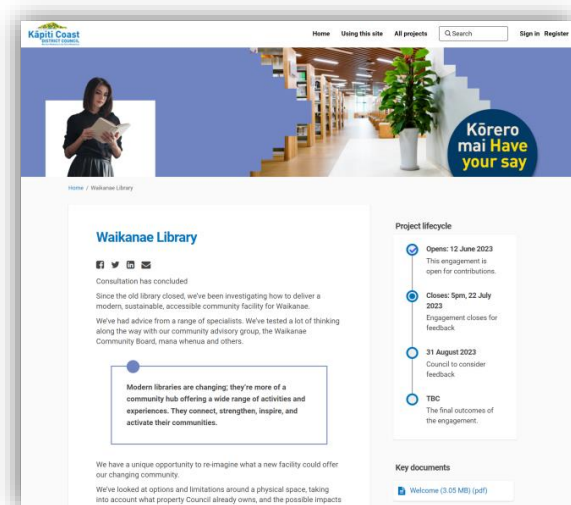 Kāpiti Coast
DISTRICT COUNCIL
Home Using this site All projects Search Sign in Register
Kōrero
mai Have
your say
Home / Waikanae Library
Waikanae Library
Consultation has concluded
Since the old library closed, we've been investigating how to deliver a
modern, sustainable, accessible community facility for Waikanae.
We've had advice from a range of specialists. We've tested a lot of thinking
along the way with our community advisory group, the Waikanae
Community Board, mana whenua and others.
Modern libraries are changing; they're more of a
community hub offering a wide range of activities and
experiences. They connect, strengthen, inspire, and
activate their communities.
We have a unique opportunity to re-imagine what a new facility could offer
our changing community.
We've looked at options and limitations around a physical space, taking
into account what property Council already owns, and the possible impacts
Project lifecycle
Opens: 12 June 2023
This engagement is
open for contributions.
Closes: 5pm, 22 July
2023
Engagement closes for
feedback
31 August 2023
Council to consider
feedback
TBC
The final outcomes of
the engagement.
Key documents
Welcome (3.05 MB) (pdf)